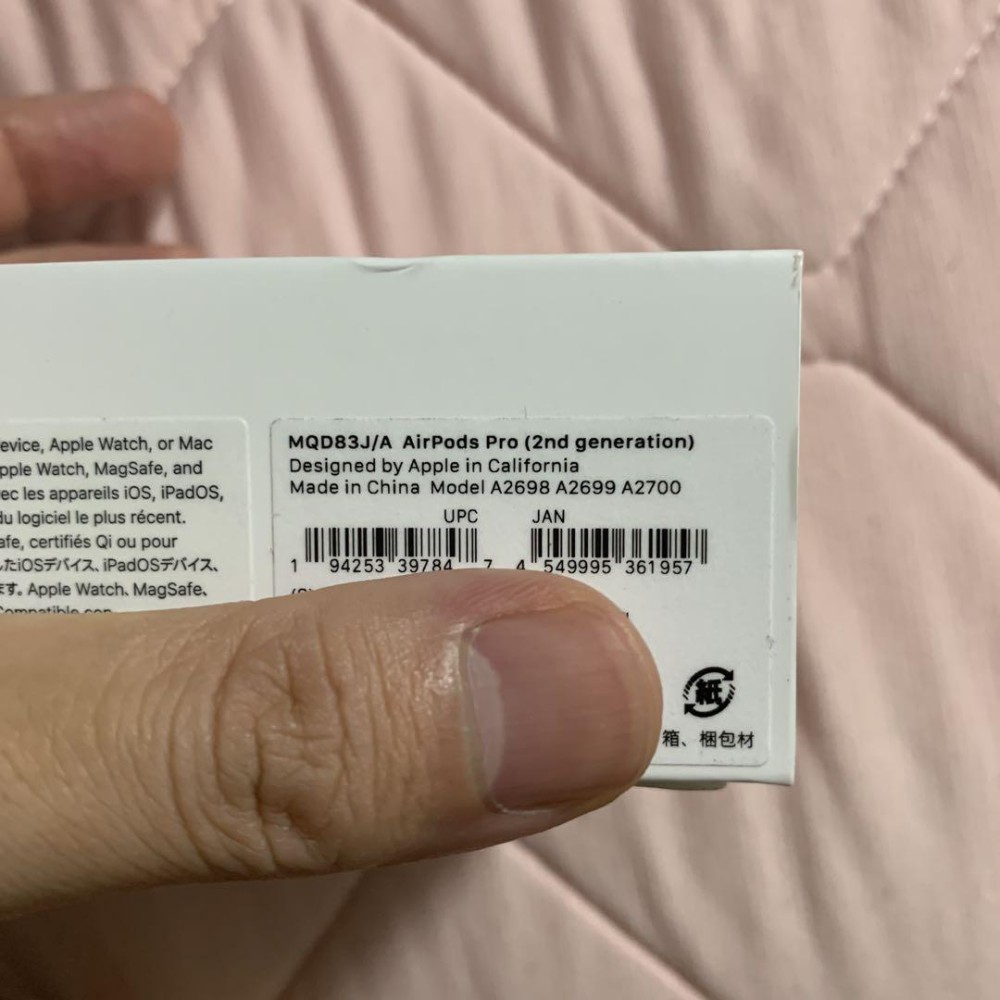 evice, Apple Watch, or Mac
pple Watch, MagSafe, and
ec les appareils iOS, iPadOS,
du logiciel le plus récent.
afe, certifiés Qi ou pour
たiOSデバイス、iPadOSデバイス、
ます。Apple Watch、MagSafe、
MQD83J/A AirPods Pro (2nd generation)
Designed by Apple in California
Made in China Model A2698 A2699 A2700
UPC JAN
1 94253 39784 7 4 549995 361957
紙
箱、梱包材